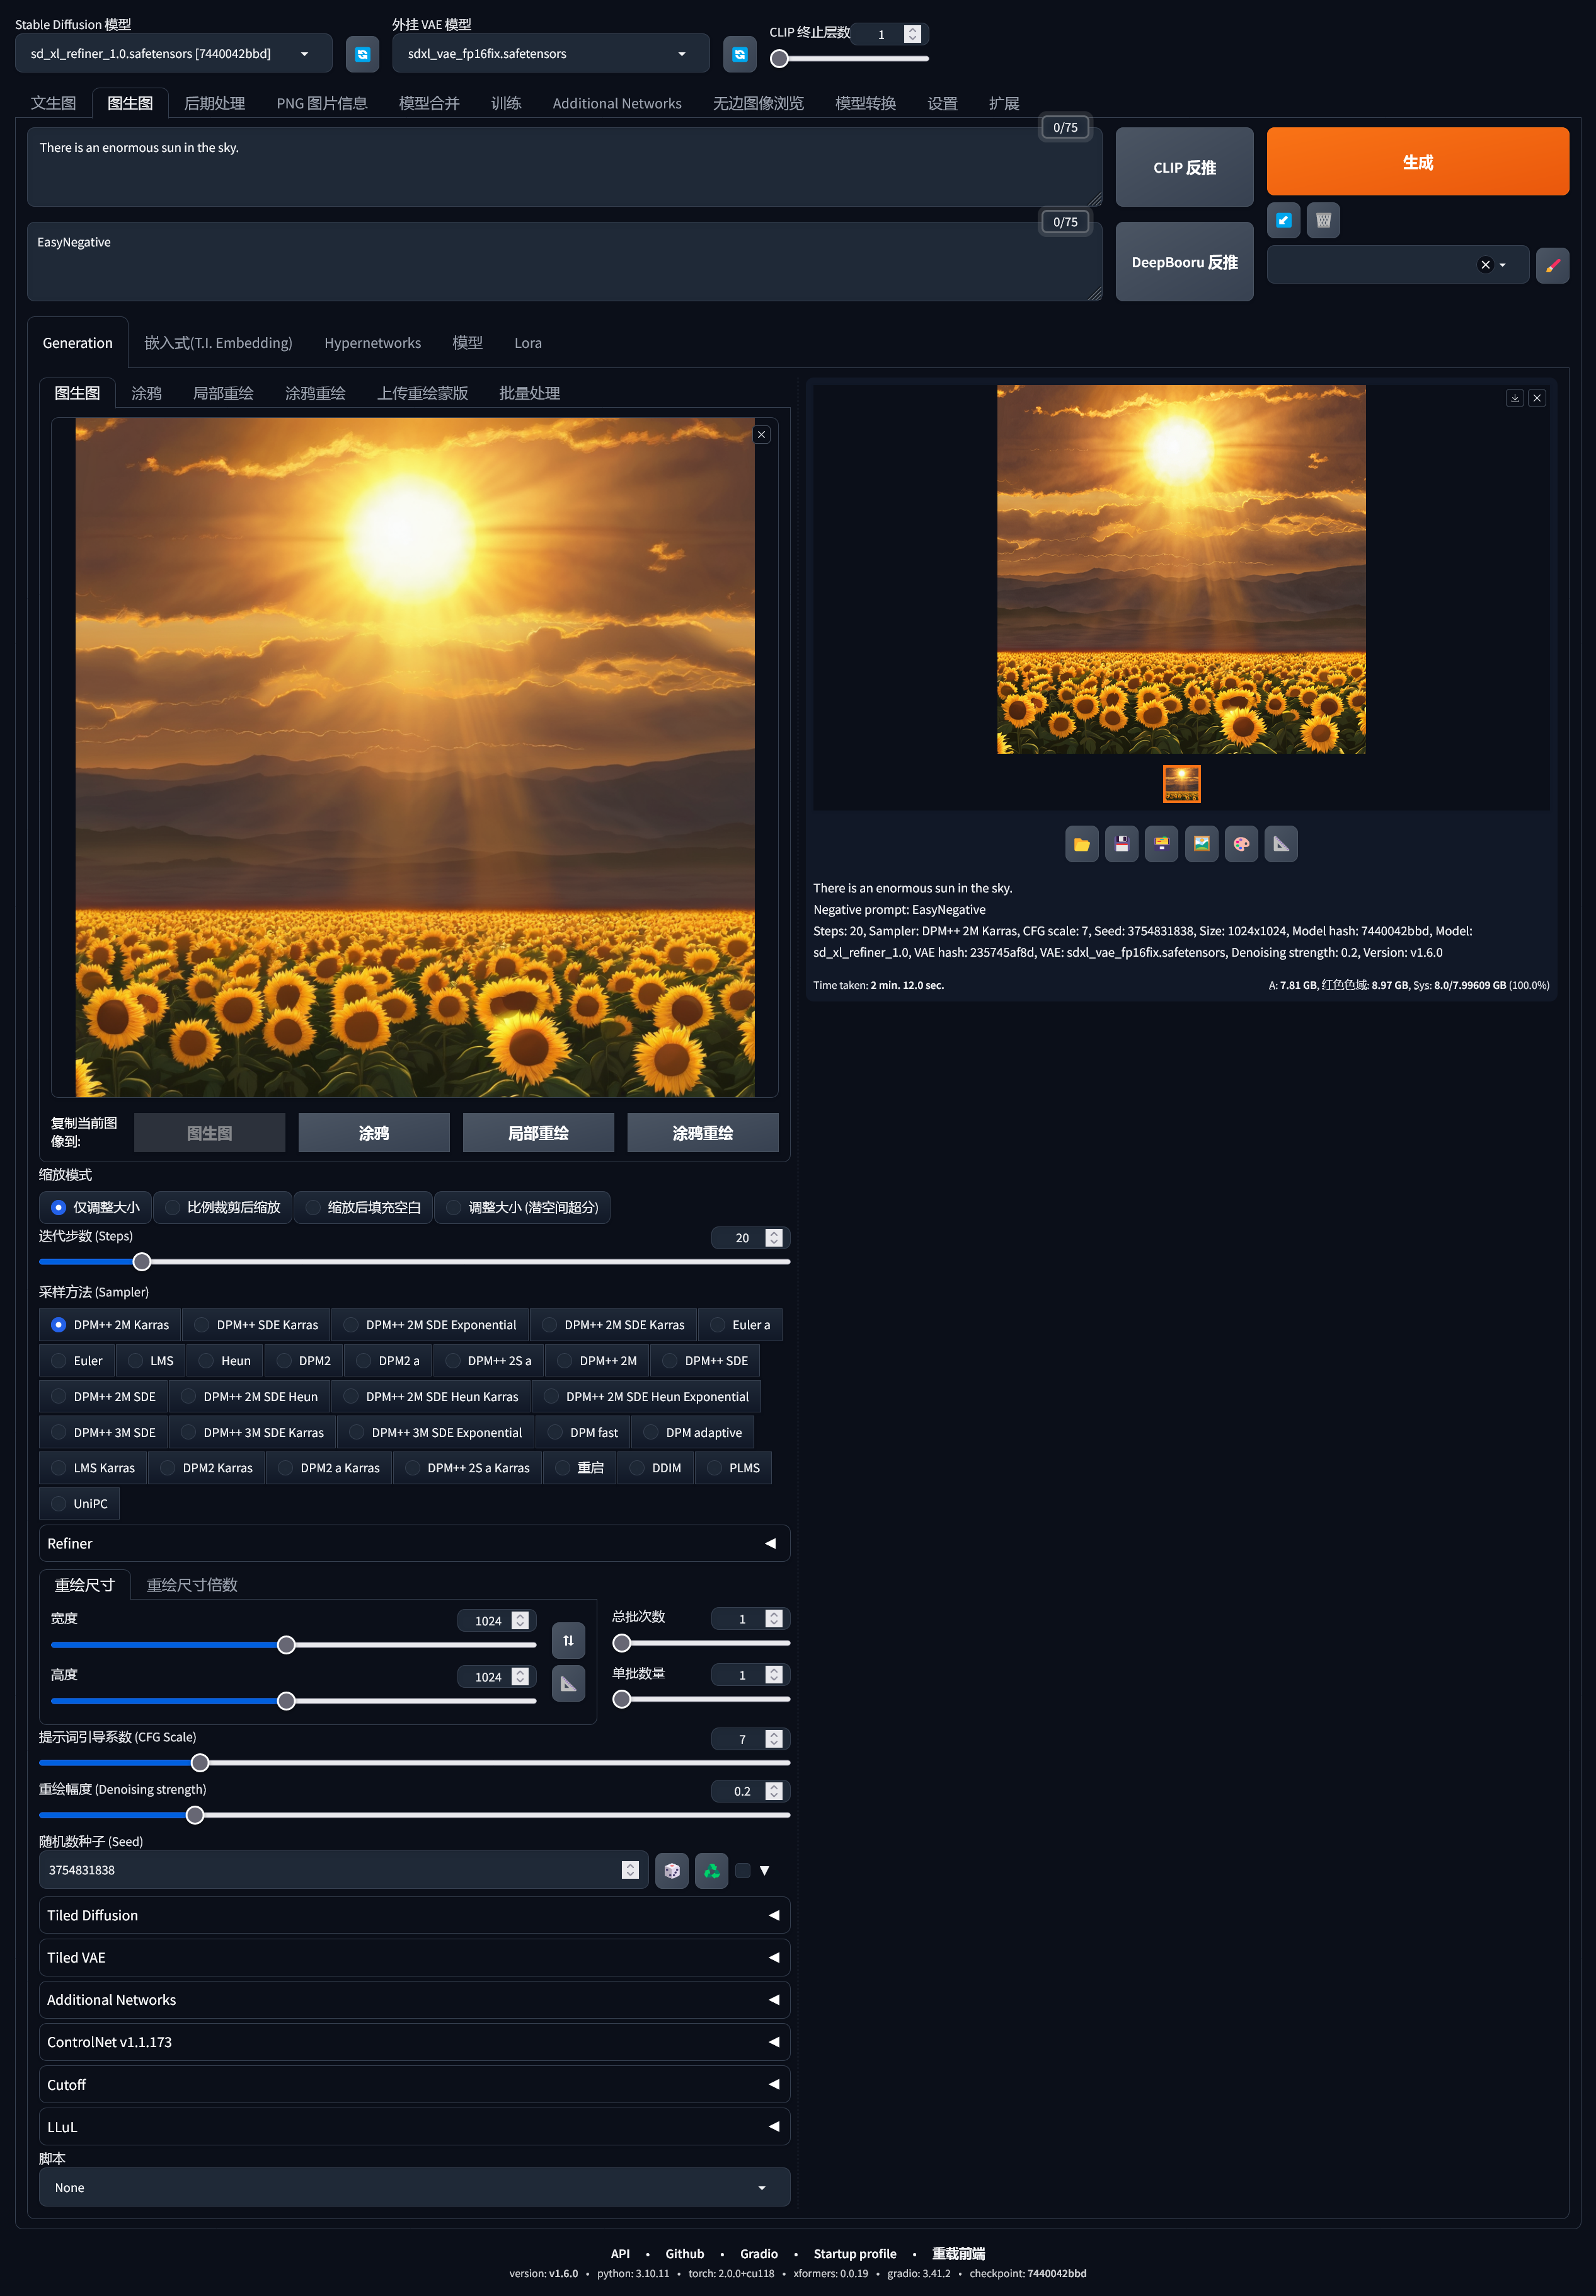 Stable Diffusion 模型
外挂 VAE 模型
CLIP 终止层数
1
sd_xl_refiner_1.0.safetensors [7440042bbd]
sdxl_vae_fp16fix.safetensors
文生图 图生图 后期处理 PNG 图片信息 模型合并 训练 Additional Networks 无边图像浏览 模型转换 设置 扩展
0/75
There is an enormous sun in the sky.
CLIP 反推
生成
0/75
EasyNegative
DeepBooru 反推
Generation 嵌入式(T.I. Embedding) Hypernetworks 模型 Lora
图生图 涂鸦 局部重绘 涂鸦重绘 上传重绘蒙版 批量处理
复制当前图
像到:
图生图 涂鸦 局部重绘 涂鸦重绘
缩放模式
仅调整大小 比例裁剪后缩放 缩放后填充空白 调整大小 (潜空间超分)
迭代步数 (Steps)
20
采样方法 (Sampler)
DPM++ 2M Karras DPM++ SDE Karras DPM++ 2M SDE Exponential DPM++ 2M SDE Karras Euler a
Euler LMS Heun DPM2 DPM2 a DPM++ 2S a DPM++ 2M DPM++ SDE
DPM++ 2M SDE DPM++ 2M SDE Heun DPM++ 2M SDE Heun Karras DPM++ 2M SDE Heun Exponential
DPM++ 3M SDE DPM++ 3M SDE Karras DPM++ 3M SDE Exponential DPM fast DPM adaptive
LMS Karras DPM2 Karras DPM2 a Karras DPM++ 2S a Karras 重启 DDIM PLMS
UniPC
Refiner
重绘尺寸 重绘尺寸倍数
宽度
1024
高度
1024
总批次数
1
单批数量
1
提示词引导系数 (CFG Scale)
7
重绘幅度 (Denoising strength)
0.2
随机数种子 (Seed)
3754831838
Tiled Diffusion
Tiled VAE
Additional Networks
ControlNet v1.1.173
Cutoff
LLuL
脚本
None
There is an enormous sun in the sky.
Negative prompt: EasyNegative
Steps: 20, Sampler: DPM++ 2M Karras, CFG scale: 7, Seed: 3754831838, Size: 1024x1024, Model hash: 7440042bbd, Model:
sd_xl_refiner_1.0, VAE hash: 235745af8d, VAE: sdxl_vae_fp16fix.safetensors, Denoising strength: 0.2, Version: v1.6.0
Time taken: 2 min. 12.0 sec.
A: 7.81 GB, 红色色域: 8.97 GB, Sys: 8.0/7.99609 GB (100.0%)
API • Github • Gradio • Startup profile • 重载前端
version: v1.6.0 • python: 3.10.11 • torch: 2.0.0+cu118 • xformers: 0.0.19 • gradio: 3.41.2 • checkpoint: 7440042bbd